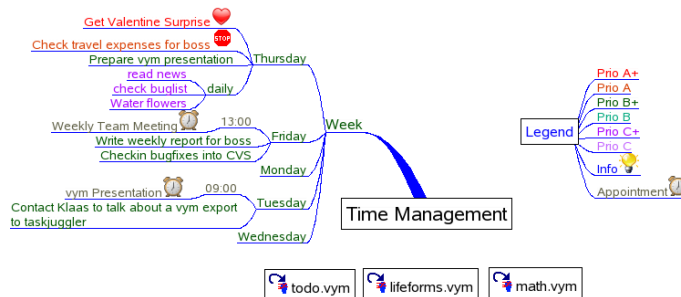 Get Valentine Surprise
STOP
Check travel expenses for boss
Prepare vym presentation
Thursday
read news
check buglist
daily
Water flowers
Weekly Team Meeting
13:00
Friday
Write weekly report for boss
Checkin bugfixes into CVS
Week
Monday
vym Presentation
09:00
Tuesday
Contact Klaas to talk about a vym export
to taskjuggler
Wednesday
Time Management
Legend
Prio A+
Prio A
Prio B+
Prio B
Prio C+
Prio C
Info
Appointment
todo.vym
lifeforms.vym
math.vym